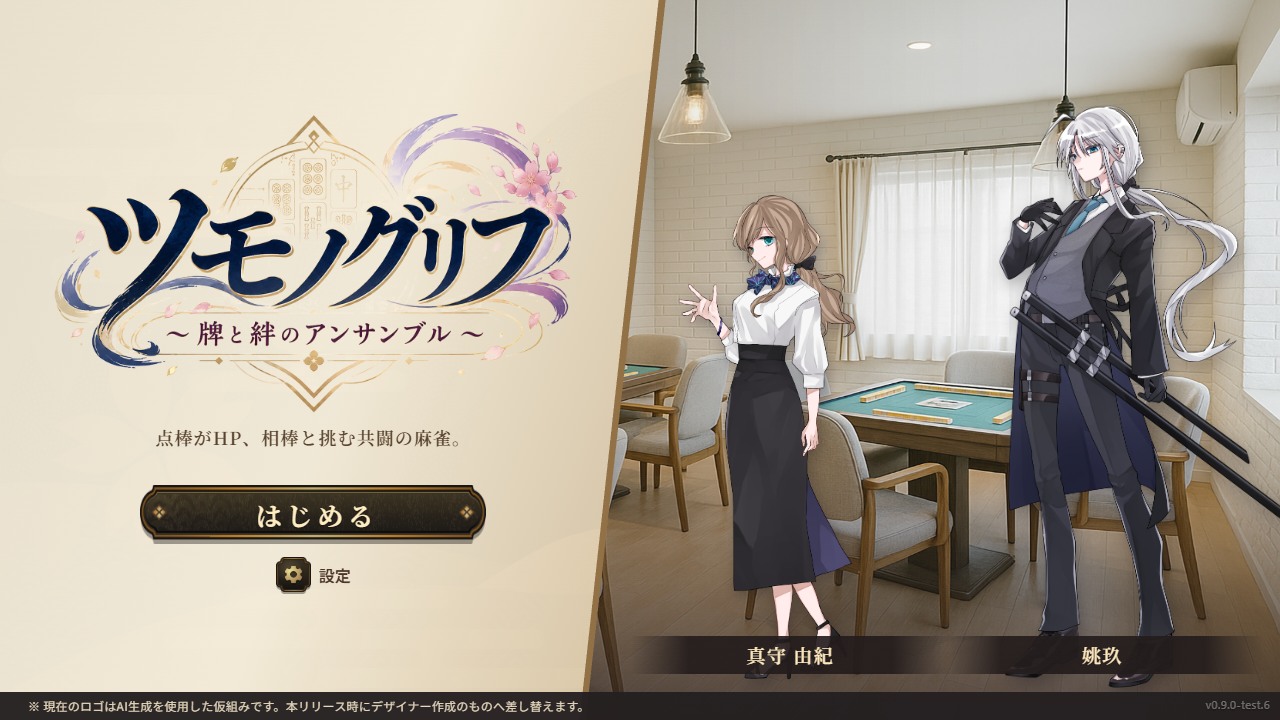 ツモノグリフ
～ 牌と絆のアンサンブル ～
点棒がHP、相棒と挑む共闘の麻雀。
はじめる
設定
中
真守 由紀
姚玖
※ 現在のロゴはAI生成を使用した仮組みです。本リリース時にデザイナー作成のものへ差し替えます。
v0.9.0-test.6